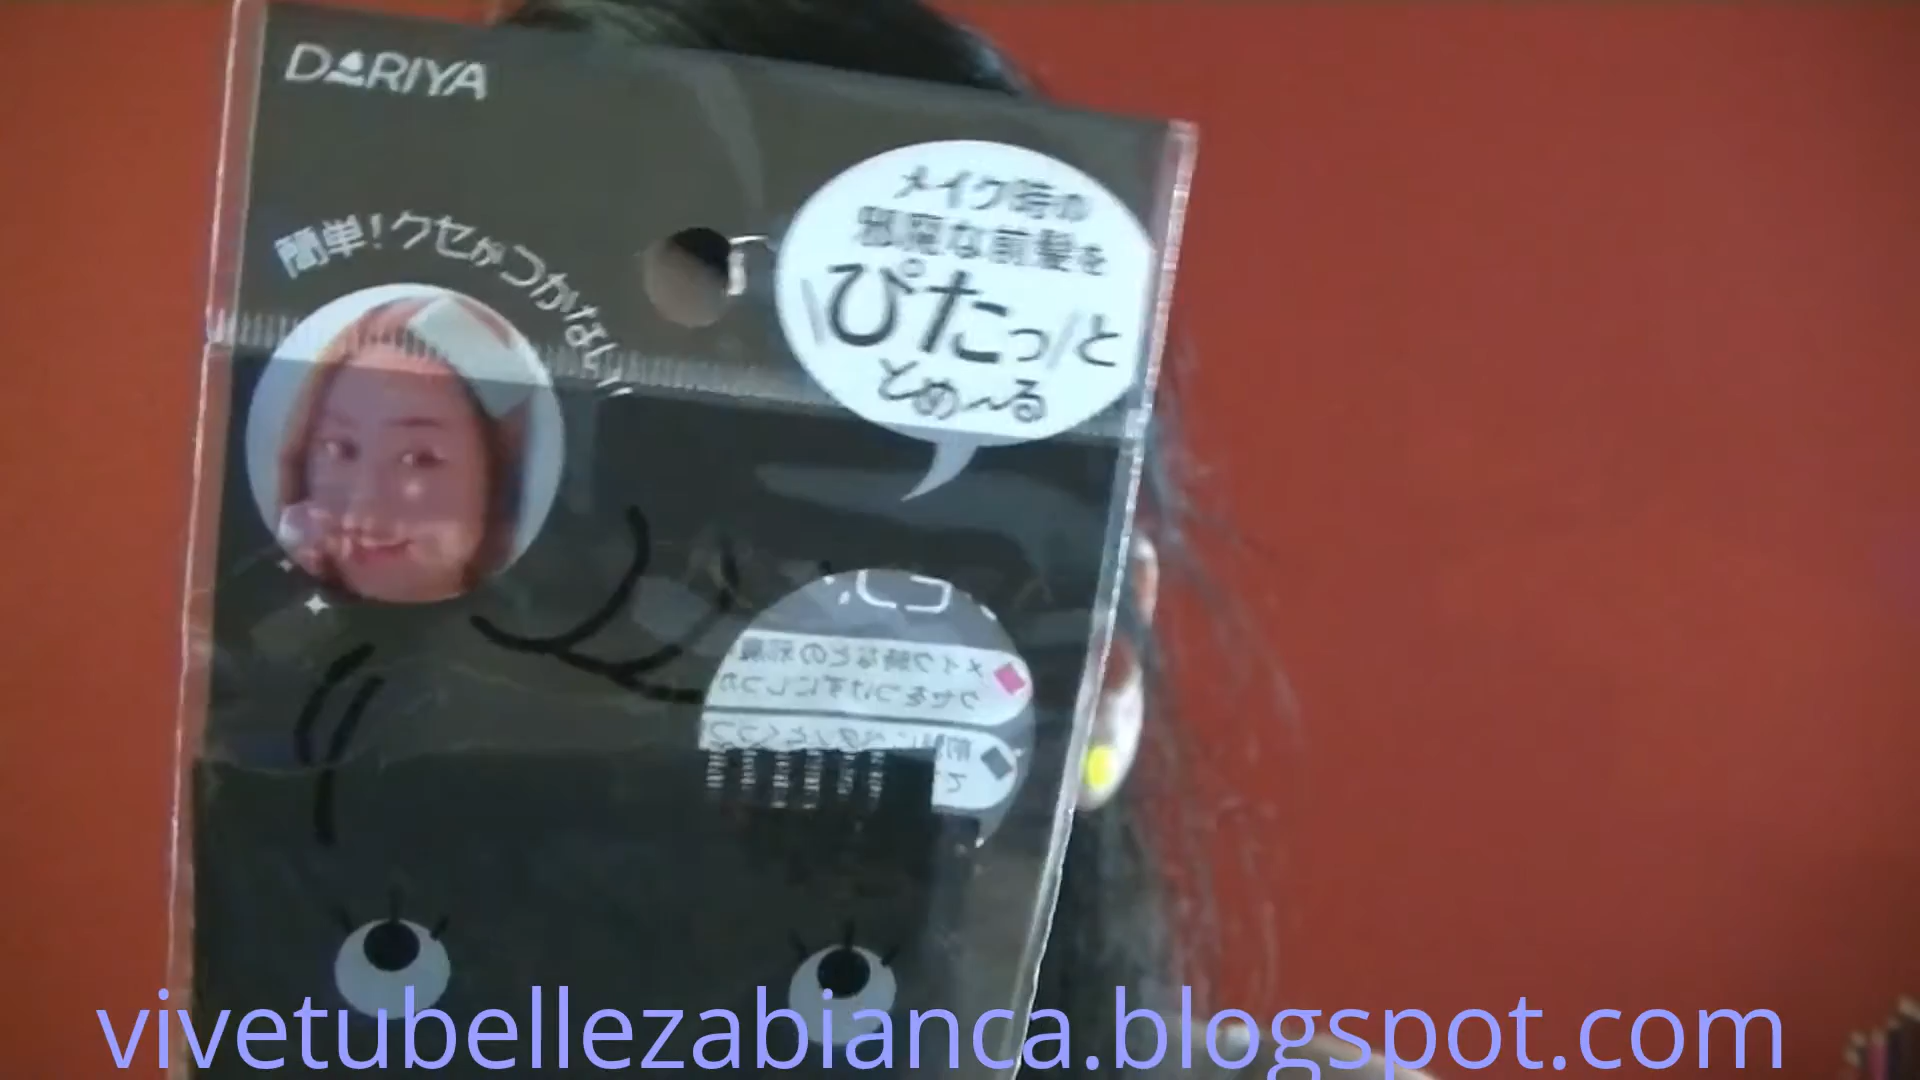 DARIYA
簡単!クセがつかない!
メイク時の
邪魔な前髪を
ぴたっと
とめ〜る
vivetubellezabianca.blogspot.com